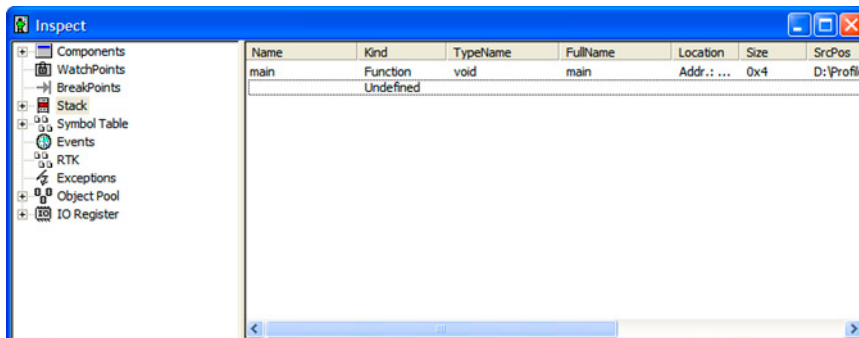 Inspect
Components
WatchPoints
BreakPoints
Stack
Symbol Table
Events
RTK
Exceptions
Object Pool
IO Register
Name Kind TypeName FullName Location Size SrcPos
main Function void main Addr.: ... 0x4 D:\Profil
Undefined